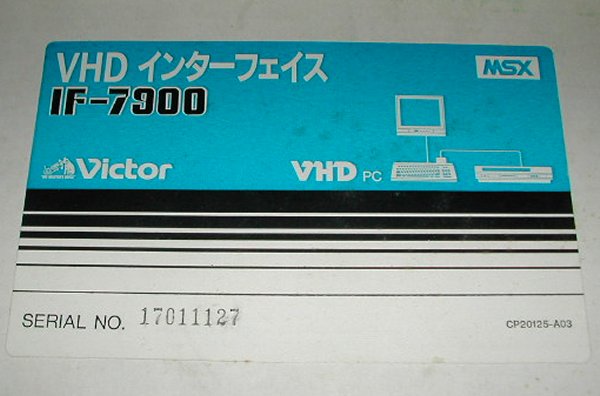 VHD インターフェイス
MSX
IF-7900
Victor
VHD PC
SERIAL NO. 17011127
CP20125-A03